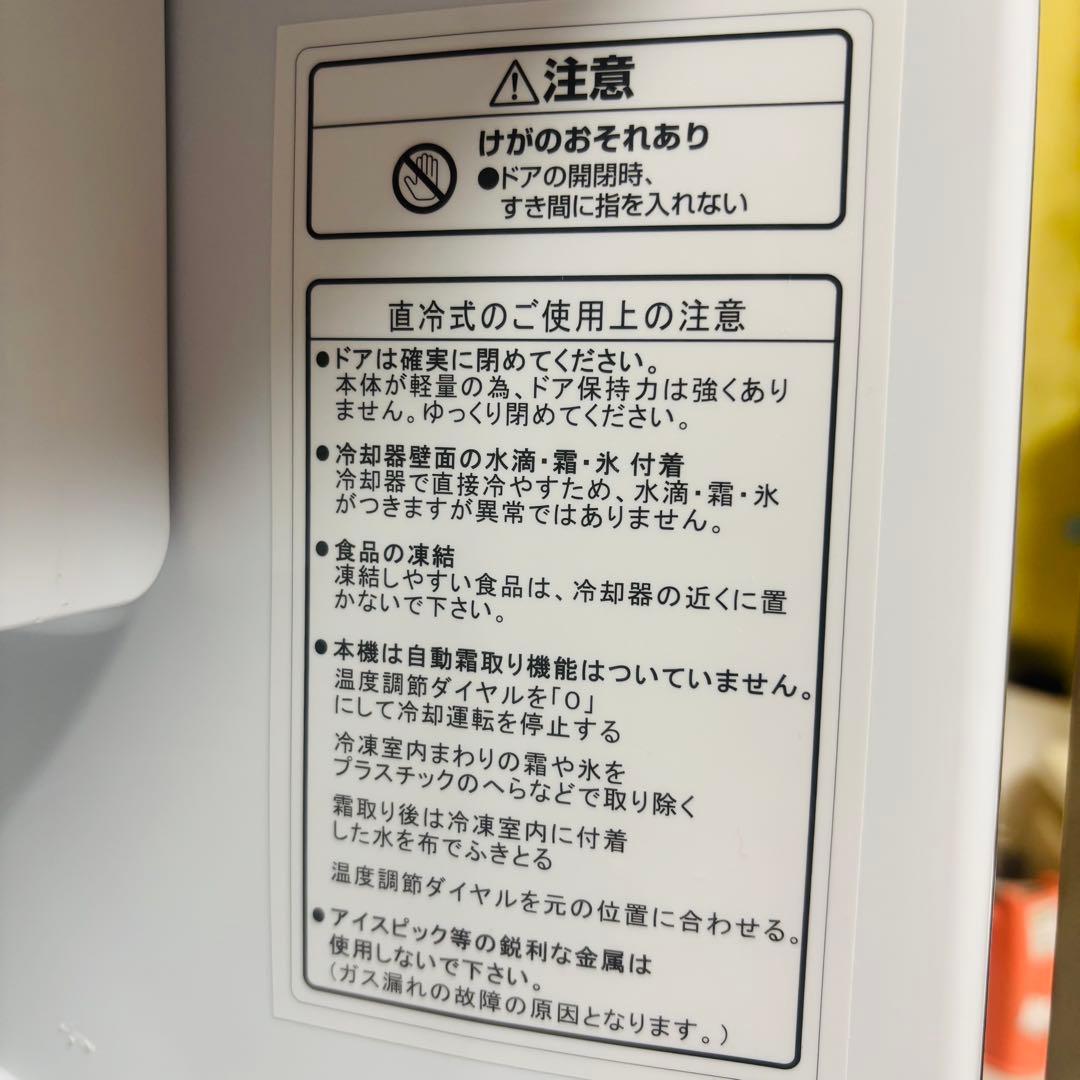 ⚠注意
けがのおそれあり
●ドアの開閉時、
すき間に指を入れない
直冷式のご使用上の注意
●ドアは確実に閉めてください。
本体が軽量の為、ドア保持力は強くあり
ません。ゆっくり閉めてください。
●冷却器壁面の水滴・霜・氷 付着
冷却器で直接冷やすため、水滴・霜・氷
がつきますが異常ではありません。
●食品の凍結
凍結しやすい食品は、冷却器の近くに置
かないで下さい。
●本機は自動霜取り機能はついていません。
温度調節ダイヤルを「0」
にして冷却運転を停止する
冷凍室内まわりの霜や氷を
プラスチックのへらなどで取り除く
霜取り後は冷凍室内に付着
した水を布でふきとる
温度調節ダイヤルを元の位置に合わせる。
●アイスピック等の鋭利な金属は
使用しないで下さい。
(ガス漏れの故障の原因となります。)